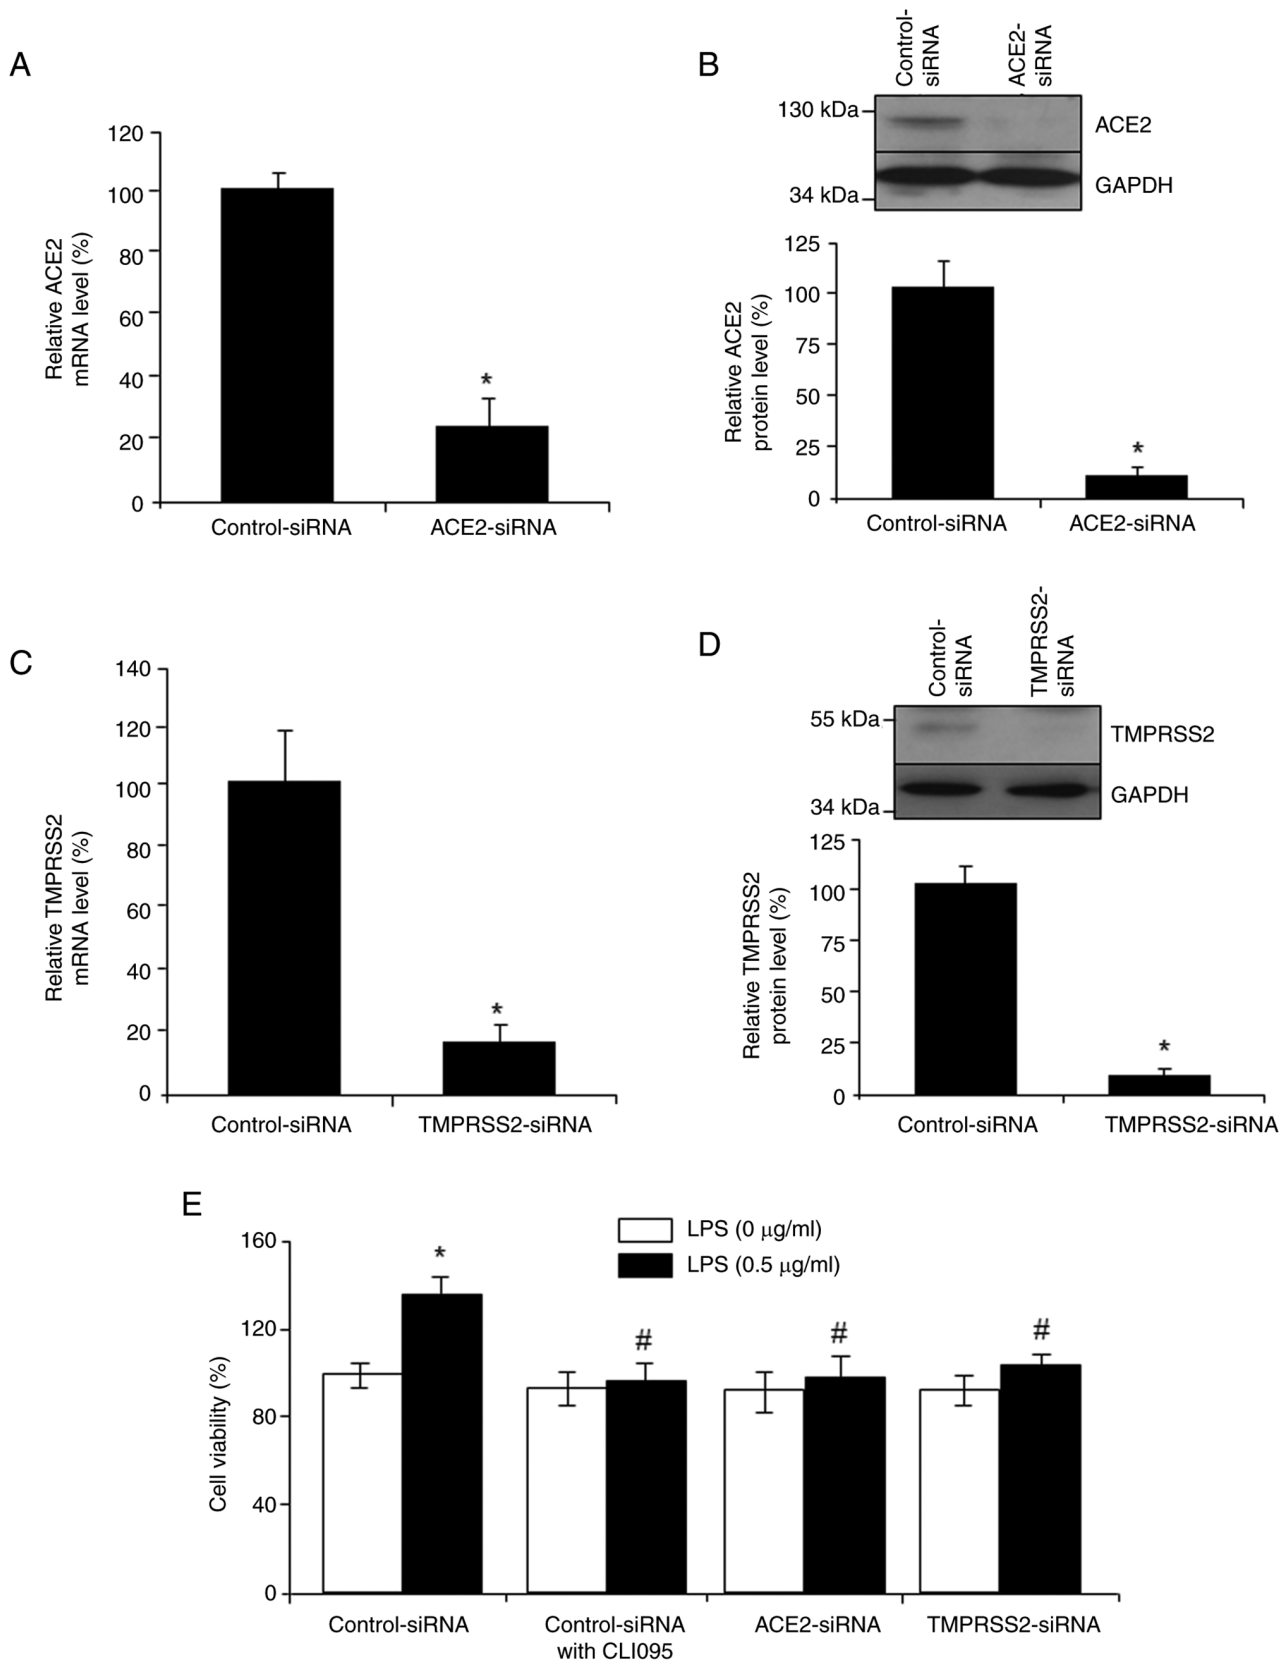 A
Relative ACE2
mRNA level (%)
120
100
80
60
40
20
0
*
Control-siRNA
ACE2-siRNA
B
Control-
siRNA
ACE2-
siRNA
130 kDa
ACE2
34 kDa
GAPDH
Relative ACE2
protein level (%)
125
100
75
50
25
0
*
Control-siRNA
ACE2-siRNA
C
Relative TMPRSS2
mRNA level (%)
140
120
100
80
60
40
20
0
*
Control-siRNA
TMPRSS2-siRNA
D
Control-
siRNA
TMPRSS2-
siRNA
55 kDa
TMPRSS2
34 kDa
GAPDH
Relative TMPRSS2
protein level (%)
125
100
75
50
25
0
*
Control-siRNA
TMPRSS2-siRNA
E
LPS (0 μg/ml)
LPS (0.5 μg/ml)
Cell viability (%)
160
120
80
40
0
*
#
#
#
Control-siRNA
Control-siRNA
with CLI095
ACE2-siRNA
TMPRSS2-siRNA